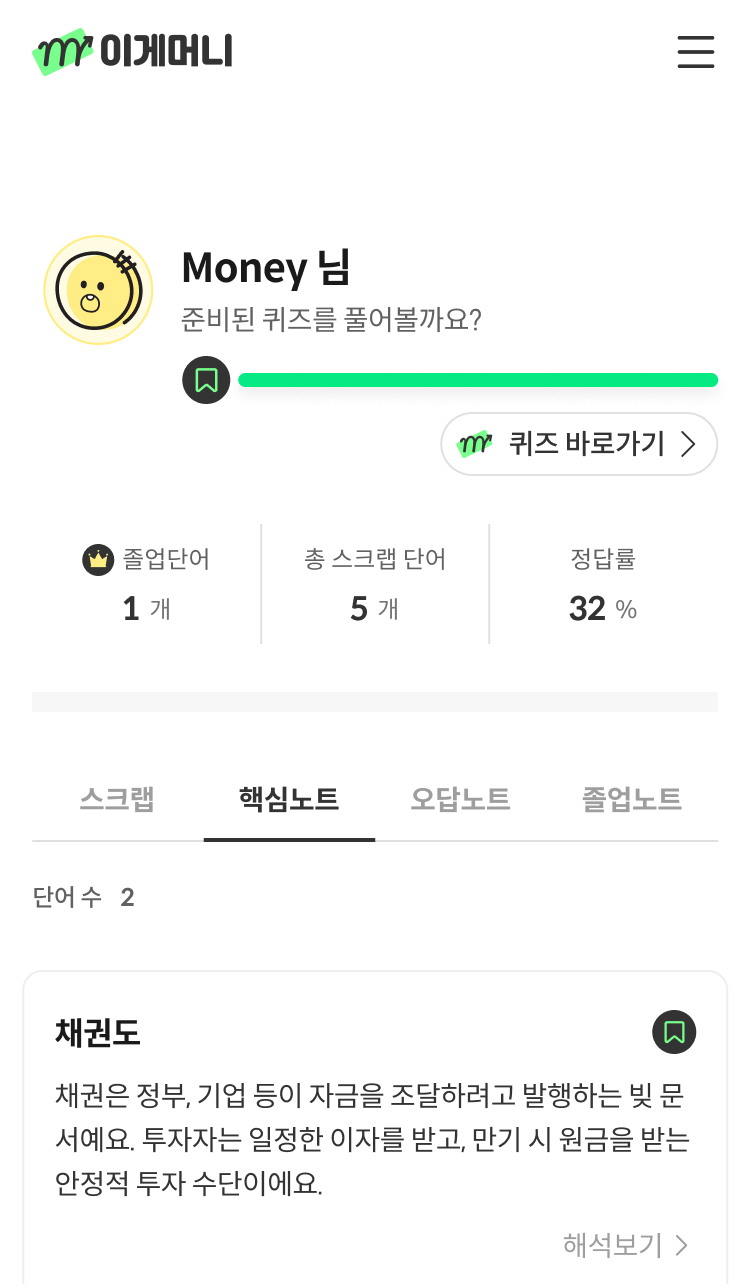 이게머니
Money 님
준비된 퀴즈를 풀어볼까요?
퀴즈 바로가기
졸업단어
1 개
총 스크랩 단어
5 개
정답률
32 %
스크랩 핵심노트 오답노트 졸업노트
단어 수 2
채권도
채권은 정부, 기업 등이 자금을 조달하려고 발행하는 빚 문
서예요. 투자자는 일정한 이자를 받고, 만기 시 원금을 받는
안정적 투자 수단이에요.
해석보기